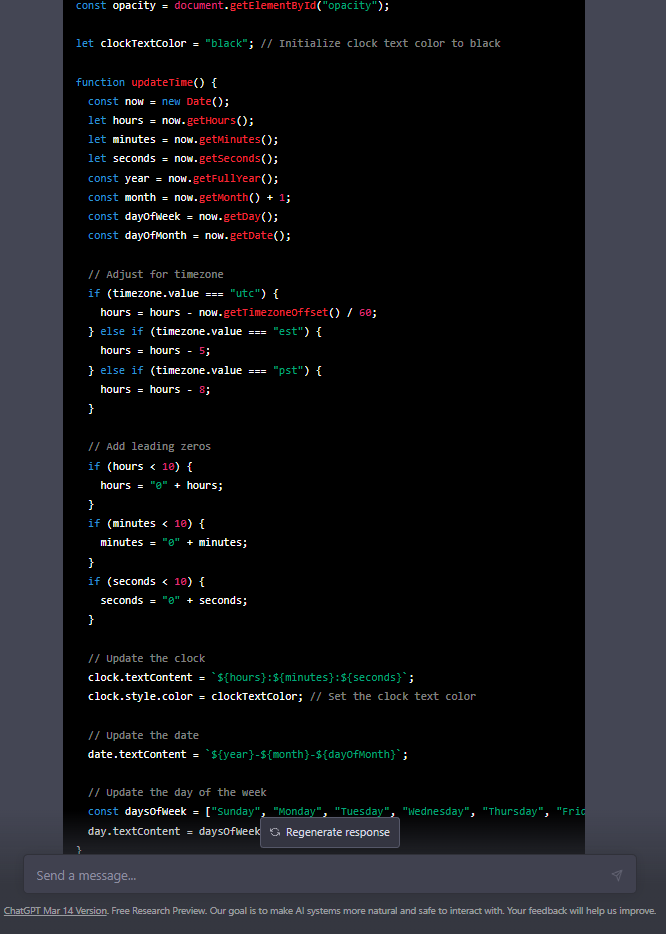 const opacity = document.getElementById("opacity");
let clockTextColor = "black"; // Initialize clock text color to black
function updateTime() {
const now = new Date();
let hours = now.getHours();
let minutes = now.getMinutes();
let seconds = now.getSeconds();
const year = now.getFullYear();
const month = now.getMonth() + 1;
const dayOfWeek = now.getDay();
const dayOfMonth = now.getDate();
// Adjust for timezone
if (timezone.value === "utc") {
hours = hours - now.getTimezoneOffset() / 60;
} else if (timezone.value === "est") {
hours = hours - 5;
} else if (timezone.value === "pst") {
hours = hours - 8;
}
// Add leading zeros
if (hours < 10) {
hours = "0" + hours;
}
if (minutes < 10) {
minutes = "0" + minutes;
}
if (seconds < 10) {
seconds = "0" + seconds;
}
// Update the clock
clock.textContent = `${hours}:${minutes}:${seconds}`;
clock.style.color = clockTextColor; // Set the clock text color
// Update the date
date.textContent = `${year}-${month}-${dayOfMonth}`;
// Update the day of the week
const daysOfWeek = ["Sunday", "Monday", "Tuesday", "Wednesday", "Thursday", "Frid
day.textContent = daysOfWeek
Regenerate response
}
Send a message...
ChatGPT Mar 14 Version. Free Research Preview. Our goal is to make AI systems more natural and safe to interact with. Your feedback will help us improve.